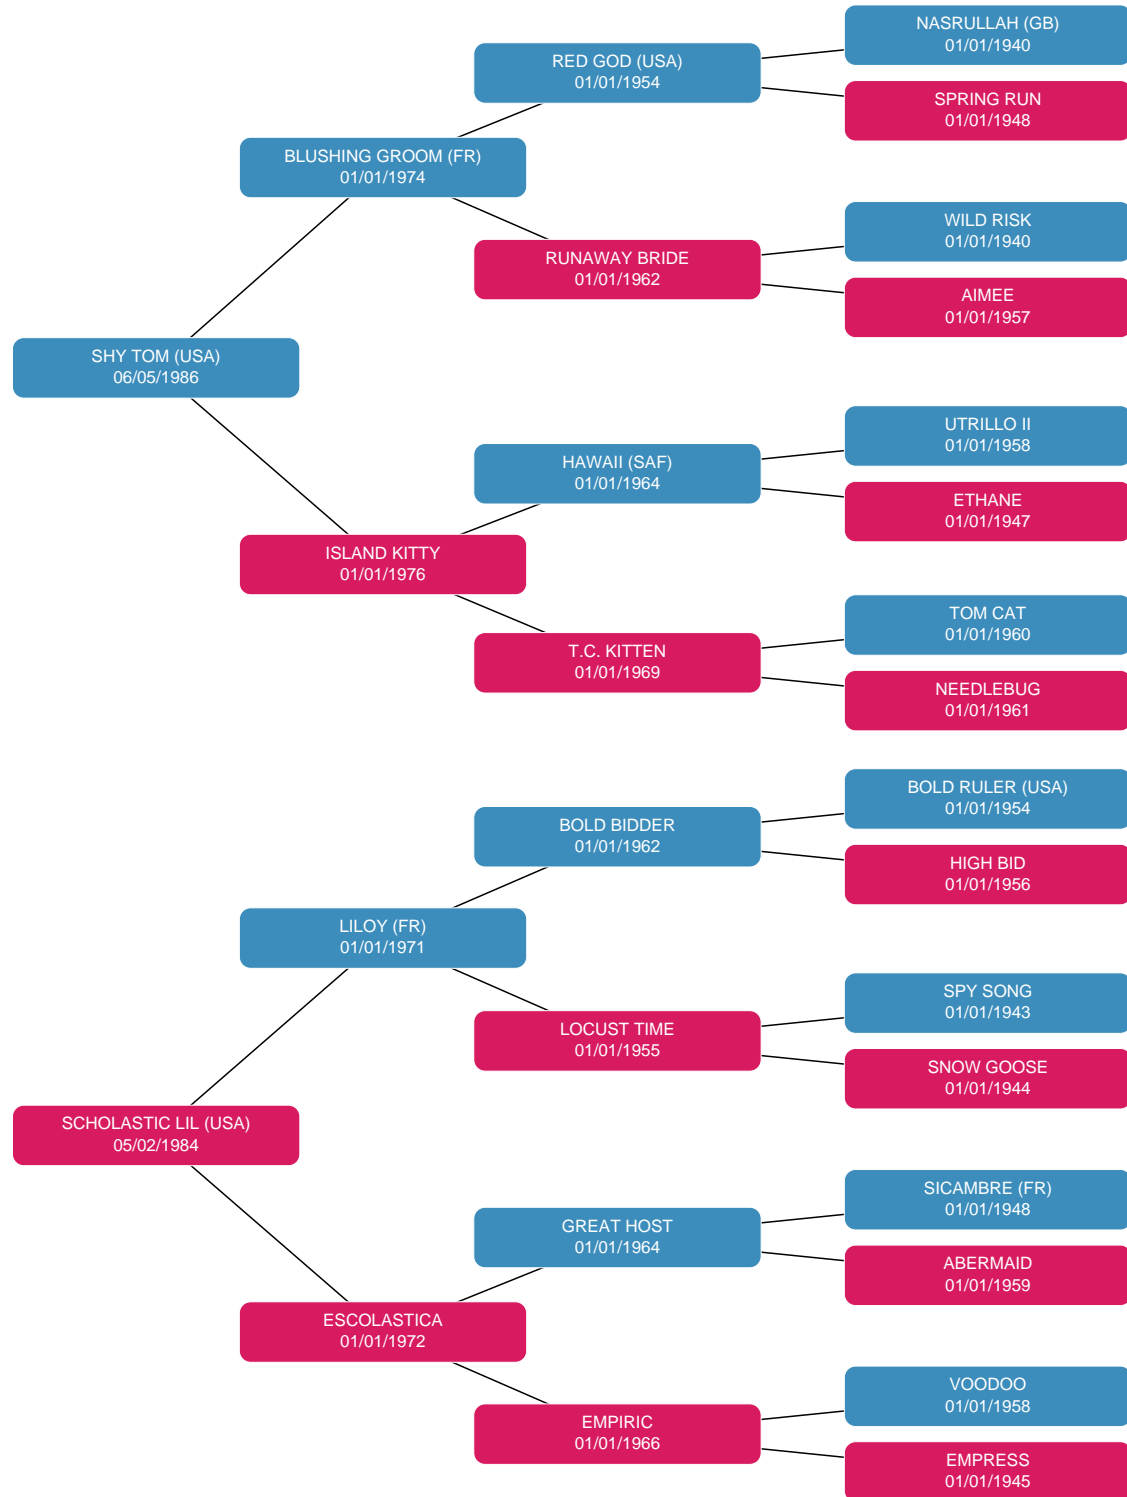 NASRULLAH (GB)
01/01/1940
RED GOD (USA)
01/01/1954
SPRING RUN
01/01/1948
BLUSHING GROOM (FR)
01/01/1974
WILD RISK
01/01/1940
RUNAWAY BRIDE
01/01/1962
AIMEE
01/01/1957
SHY TOM (USA)
06/05/1986
UTRILLO II
01/01/1958
HAWAII (SAF)
01/01/1964
ETHANE
01/01/1947
ISLAND KITTY
01/01/1976
TOM CAT
01/01/1960
T.C. KITTEN
01/01/1969
NEEDLEBUG
01/01/1961
BOLD RULER (USA)
01/01/1954
BOLD BIDDER
01/01/1962
HIGH BID
01/01/1956
LILOY (FR)
01/01/1971
SPY SONG
01/01/1943
LOCUST TIME
01/01/1955
SNOW GOOSE
01/01/1944
SCHOLASTIC LIL (USA)
05/02/1984
SICAMBRE (FR)
01/01/1948
GREAT HOST
01/01/1964
ABERMAID
01/01/1959
ESCOLASTICA
01/01/1972
VOODOO
01/01/1958
EMPIRIC
01/01/1966
EMPRESS
01/01/1945